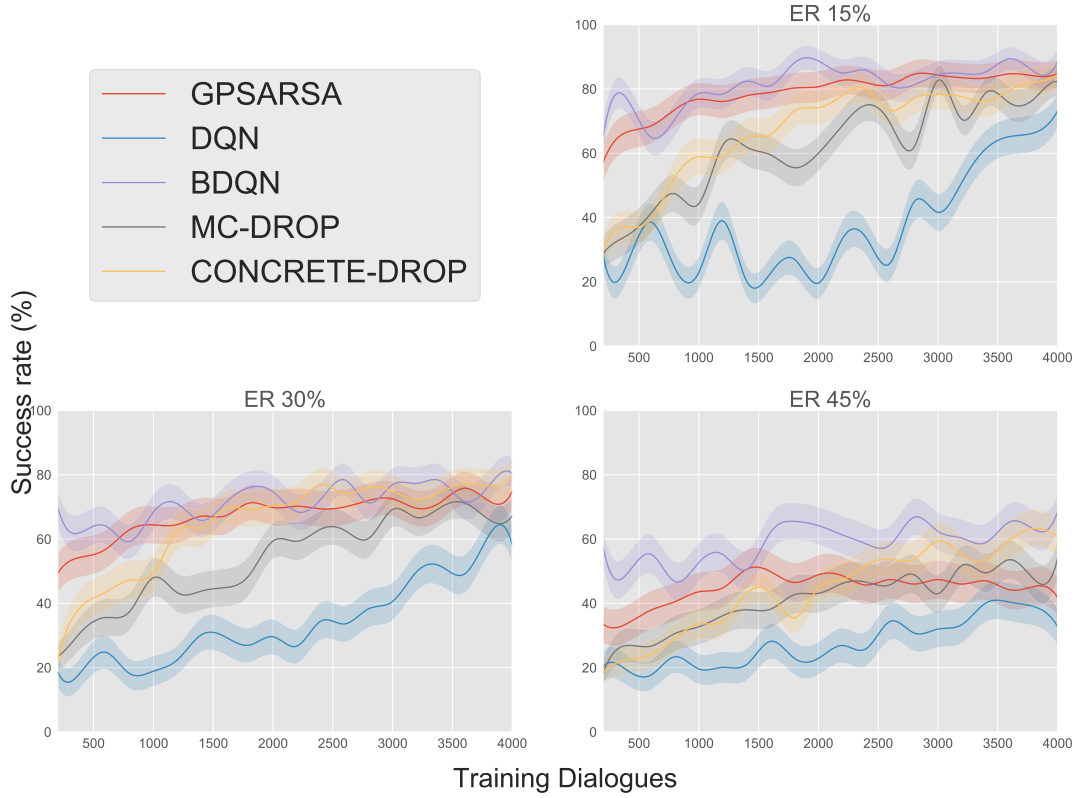 ER 15%
GPSARSA
DQN
BDQN
MC-DROP
CONCRETE-DROP
100
80
60
40
20
0
500 1000 1500 2000 2500 3000 3500 4000
Success rate (%)
ER 30%
100
80
60
40
20
0
500 1000 1500 2000 2500 3000 3500 4000
ER 45%
100
80
60
40
20
0
500 1000 1500 2000 2500 3000 3500 4000
Training Dialogues